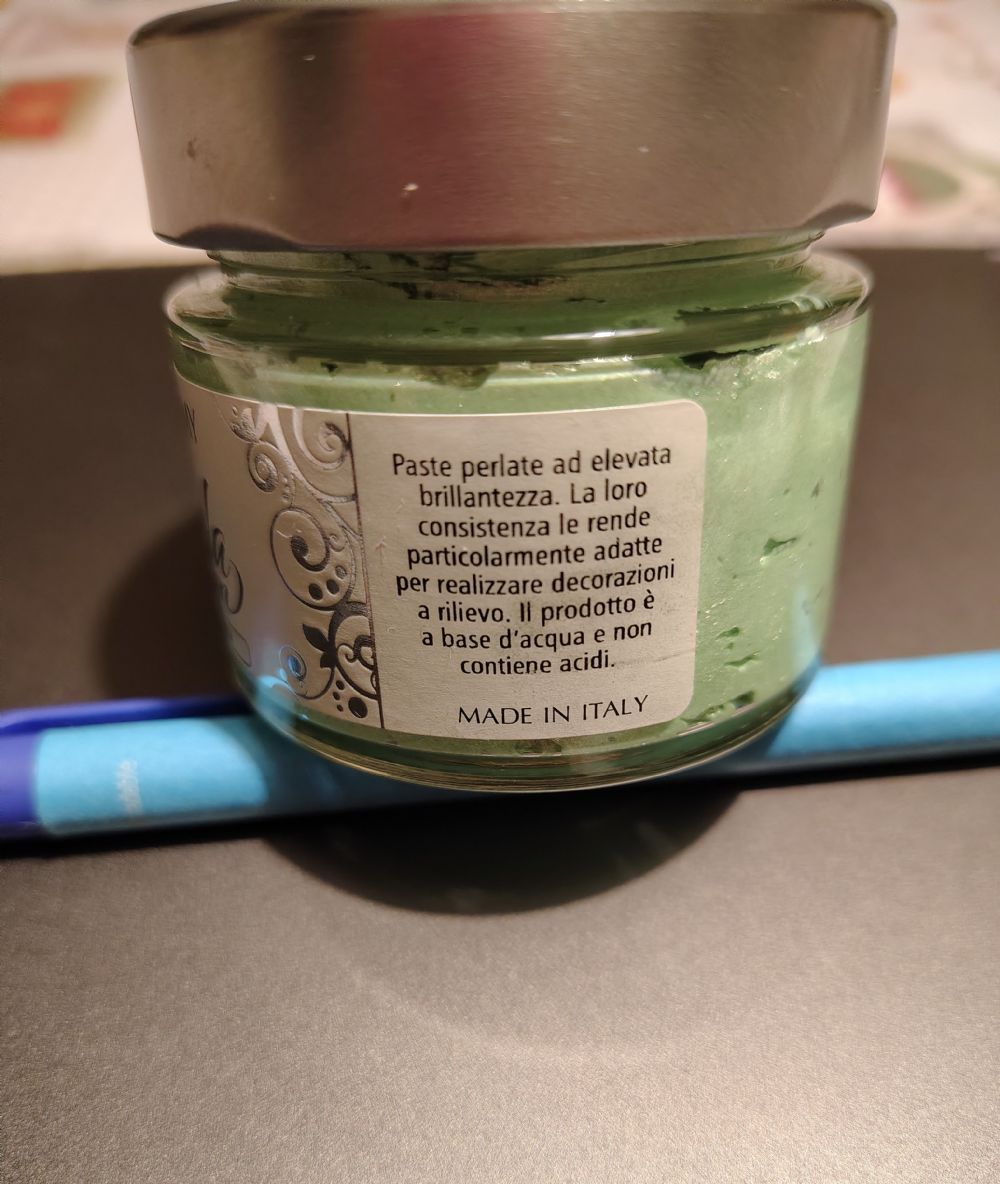 Paste perlate ad elevata
brillantezza. La loro
consistenza le rende
particolarmente adatte
per realizzare decorazioni
a rilievo. Il prodotto è
a base d'acqua e non
contiene acidi.
MADE IN ITALY